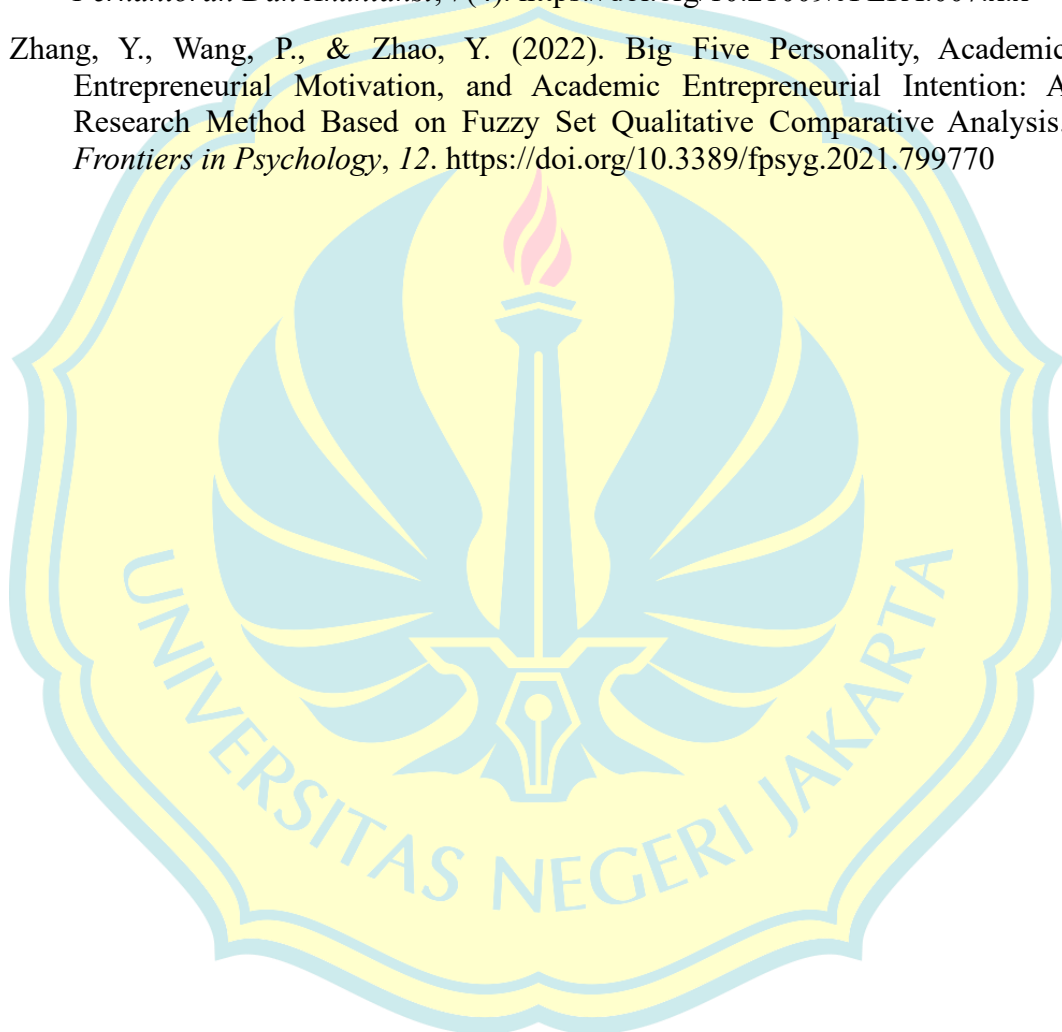 Zhang, Y., Wang, P., & Zhao, Y. (2022). Big Five Personality, Academic
Entrepreneurial Motivation, and Academic Entrepreneurial Intention: A
Research Method Based on Fuzzy Set Qualitative Comparative Analysis.
Frontiers in Psychology, 12. https://doi.org/10.3389/fpsyg.2021.799770
UNIVERSITAS NEGERI JAKARTA